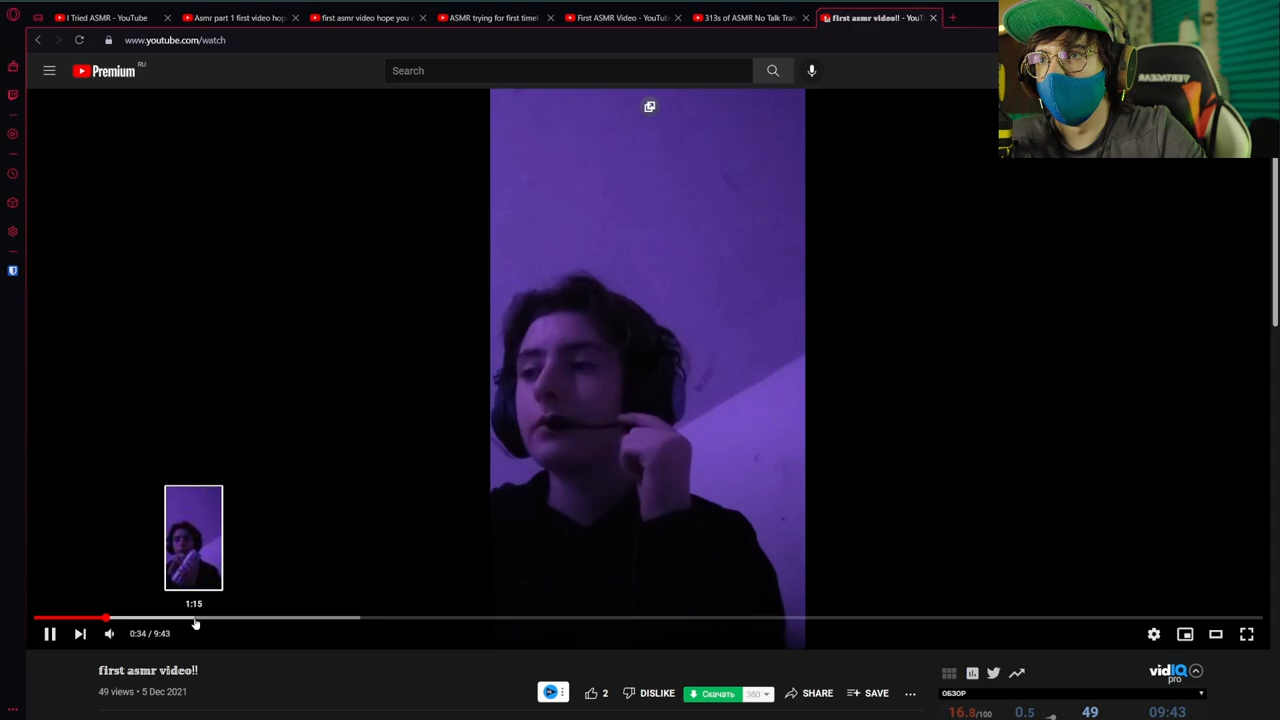 I Tried ASMR - YouTube
Asmr part 1 first video hop
first asmr video hope you e
ASMR trying for first time!
First ASMR Video - YouTub
313s of ASMR No Talk Tran
first asmr video!! - YouT
www.youtube.com/watch
Premium RU
Search
VERTAGEAR
1:15
0:34 / 9:43
first asmr video!!
49 views • 5 Dec 2021
2
DISLIKE
Скачать 360
SHARE
SAVE
vidIQ pro
ОБЗОР
16.8/100
0.5
49
09:43